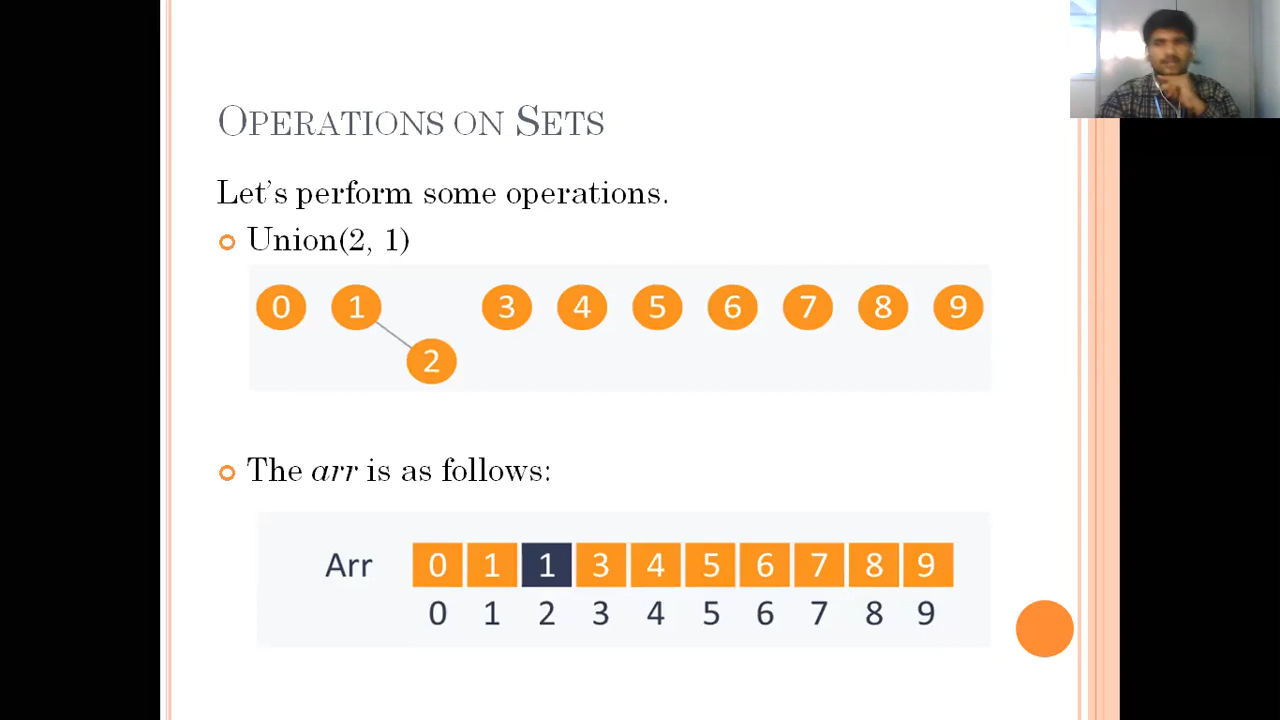 OPERATIONS ON SETS
Let's perform some operations.
Union(2, 1)
0 1 3 4 5 6 7 8 9
2
The arr is as follows:
Arr 0 1 1 3 4 5 6 7 8 9
0 1 2 3 4 5 6 7 8 9